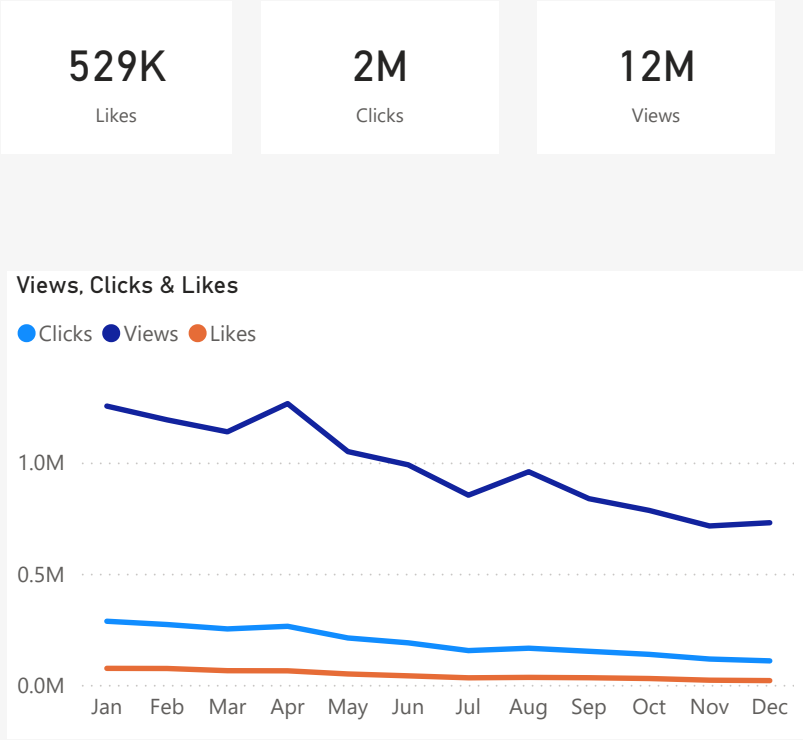 529K 2M 12M
Likes Clicks Views
Views, Clicks & Likes
Clicks Views Likes
1.0M
0.5M
0.0M
Jan Feb Mar Apr May Jun Jul Aug Sep Oct Nov Dec